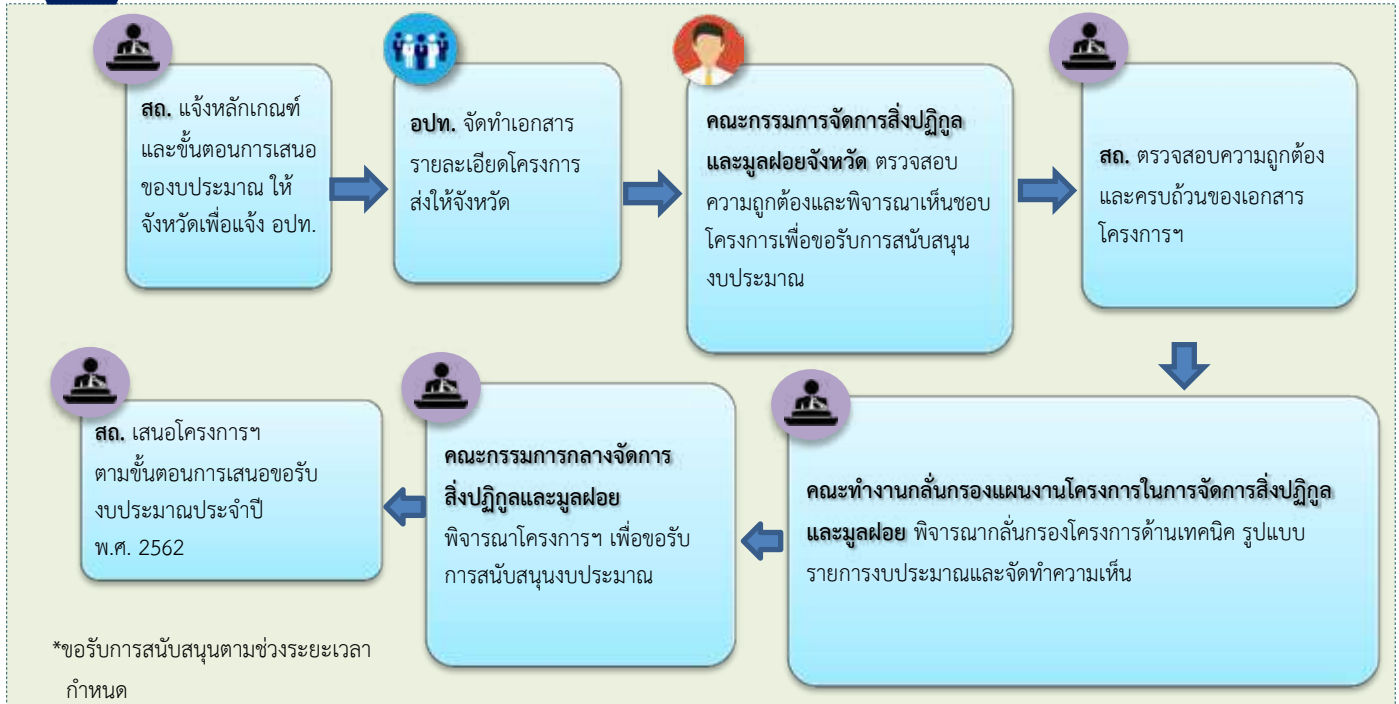 สถ. แจ้งหลักเกณฑ์
และขั้นตอนการเสนอ
ของบประมาณ ให้
จังหวัดเพื่อแจ้ง อปท.
อปท. จัดทำเอกสาร
รายละเอียดโครงการ
ส่งให้จังหวัด
คณะกรรมการจัดการสิ่งปฏิกูล
และมูลฝอยจังหวัด ตรวจสอบ
ความถูกต้องและพิจารณาเห็นชอบ
โครงการเพื่อขอรับการสนับสนุน
งบประมาณ
สถ. ตรวจสอบความถูกต้อง
และครบถ้วนของเอกสาร
โครงการฯ
คณะทำงานกลั่นกรองแผนงานโครงการในการจัดการสิ่งปฏิกูล
และมูลฝอย พิจารณากลั่นกรองโครงการด้านเทคนิค รูปแบบ
รายการงบประมาณและจัดทำความเห็น
คณะกรรมการกลางจัดการ
สิ่งปฏิกูลและมูลฝอย
พิจารณาโครงการฯ เพื่อขอรับ
การสนับสนุนงบประมาณ
สถ. เสนอโครงการฯ
ตามขั้นตอนการเสนอขอรับ
งบประมาณประจำปี
พ.ศ. 2562
*ขอรับการสนับสนุนตามช่วงระยะเวลา
กำหนด